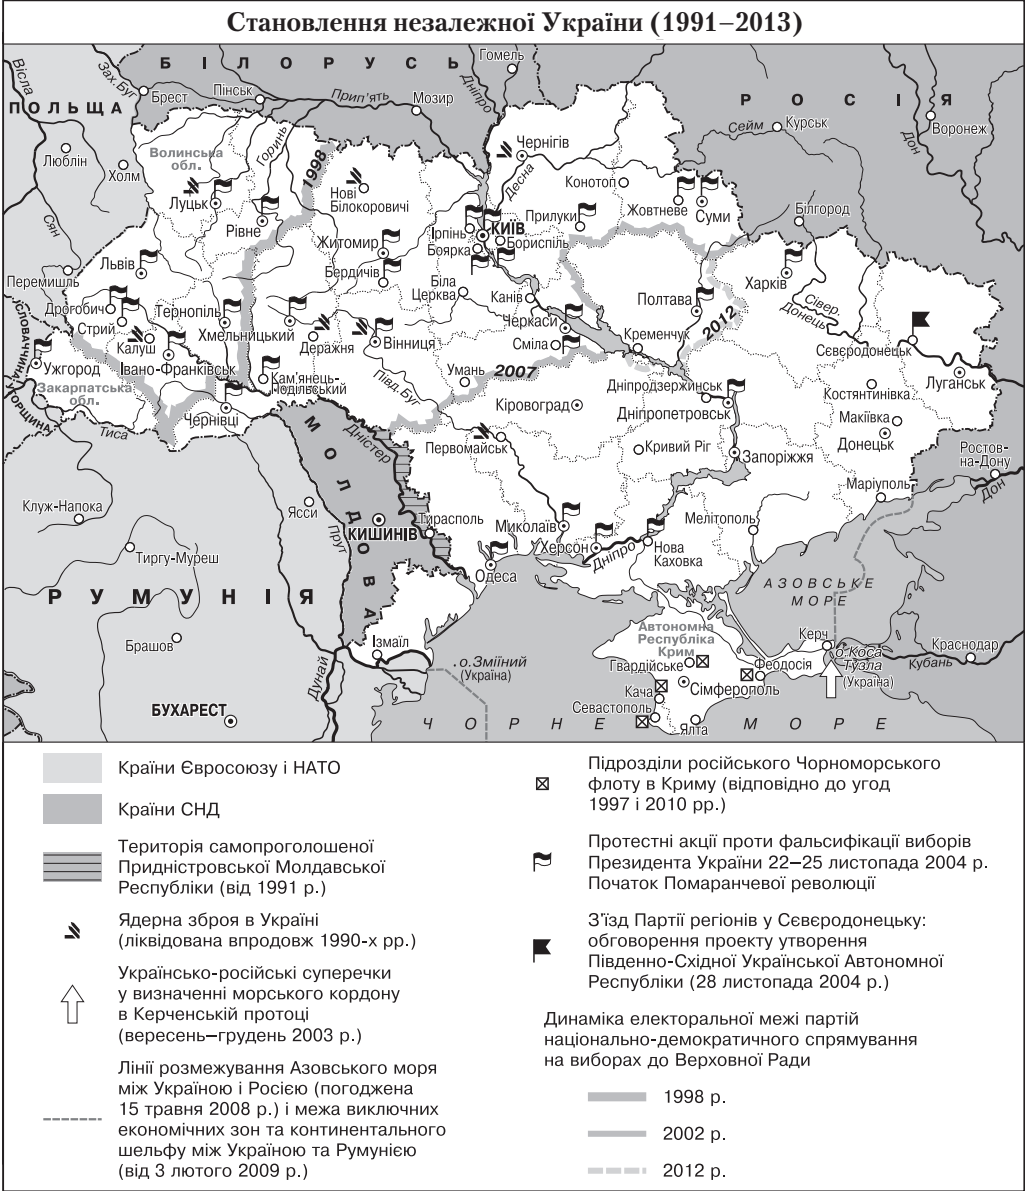 Становлення незалежної України (1991–2013)
БІЛОРУСЬ
Гомель
Вісла
Зах. Буг
Брест
Пінськ
Прип'ять
Мозир
Дніпро
ПОЛЬЩА
РОСІЯ
Сейм
Курськ
Воронеж
Дон
Люблін
Холм
Волинська
обл.
Горинь
1998
Чернігів
Десна
Луцьк
Нові
Білокоровичі
Конотоп
Сян
Рівне
Житомир
Ірпінь
КИЇВ
Прилуки
Жовтневе
Суми
Білгород
Боярка
Бориспіль
Львів
Бердичів
Перемишль
Біла
Церква
Канів
Полтава
Харків
Сівер.
Донець
Дрогобич
Тернопіль
Стрий
Хмельницький
Черкаси
2012
СЛОВАЧЧИНА
Калуш
Деражня
Вінниця
Сміла
Кременчук
Сєвєродонецьк
Ужгород
Івано-Франківськ
Луганськ
УГОРЩИНА
Закарпатська
обл.
Кам'янець-
Подільський
Півд. Буг
Умань
2007
Дніпродзержинськ
Костянтинівка
Чернівці
Кіровоград
Дніпропетровськ
Макіївка
Тиса
Дністер
Первомайськ
Кривий Ріг
Донецьк
Запоріжжя
Ростов-
на-Дону
Дон
МОЛДОВА
Маріуполь
Клуж-Напока
Ясси
Прут
КИШИНІВ
Тирасполь
Миколаїв
Мелітополь
Херсон
Дніпро
Нова
Каховка
Тиргу-Муреш
Одеса
АЗОВСЬКЕ
МОРЕ
РУМУНІЯ
Автономна
Республіка
Крим
Брашов
Ізмаїл
Керч
Краснодар
о. Зміїний
(Україна)
Гвардійське
Феодосія
о. Коса
Тузла
(Україна)
Кубань
Дунай
Кача
Сімферополь
Севастополь
БУХАРЕСТ
Ялта
ЧОРНЕ МОРЕ
Країни Євросоюзу і НАТО
Країни СНД
Територія самопроголошеної
Придністровської Молдавської
Республіки (від 1991 р.)
Ядерна зброя в Україні
(ліквідована впродовж 1990-х рр.)
Українсько-російські суперечки
у визначенні морського кордону
в Керченській протоці
(вересень–грудень 2003 р.)
Лінії розмежування Азовського моря
між Україною і Росією (погоджена
15 травня 2008 р.) і межа виключних
економічних зон та континентального
шельфу між Україною та Румунією
(від 3 лютого 2009 р.)
Підрозділи російського Чорноморського
флоту в Криму (відповідно до угод
1997 і 2010 рр.)
Протестні акції проти фальсифікації виборів
Президента України 22–25 листопада 2004 р.
Початок Помаранчевої революції
З'їзд Партії регіонів у Сєвєродонецьку:
обговорення проекту утворення
Південно-Східної Української Автономної
Республіки (28 листопада 2004 р.)
Динаміка електоральної межі партій
національно-демократичного спрямування
на виборах до Верховної Ради
1998 р.
2002 р.
2012 р.